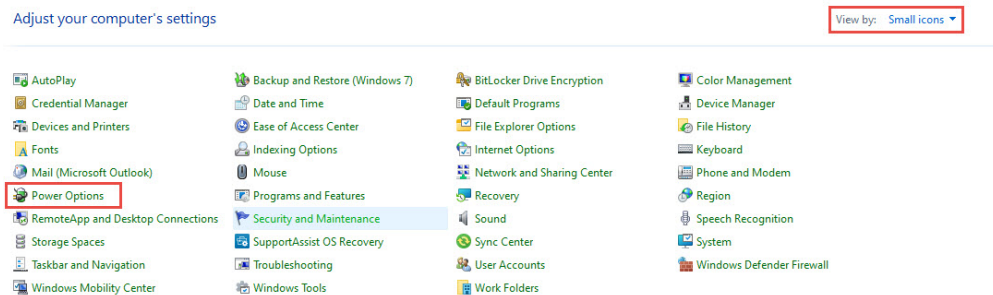 Adjust your computer's settings
View by: Small icons
AutoPlay
Backup and Restore (Windows 7)
BitLocker Drive Encryption
Color Management
Credential Manager
Date and Time
Default Programs
Device Manager
Devices and Printers
Ease of Access Center
File Explorer Options
File History
Fonts
Indexing Options
Internet Options
Keyboard
Mail (Microsoft Outlook)
Mouse
Network and Sharing Center
Phone and Modem
Power Options
Programs and Features
Recovery
Region
RemoteApp and Desktop Connections
Security and Maintenance
Sound
Speech Recognition
Storage Spaces
SupportAssist OS Recovery
Sync Center
System
Taskbar and Navigation
Troubleshooting
User Accounts
Windows Defender Firewall
Windows Mobility Center
Windows Tools
Work Folders